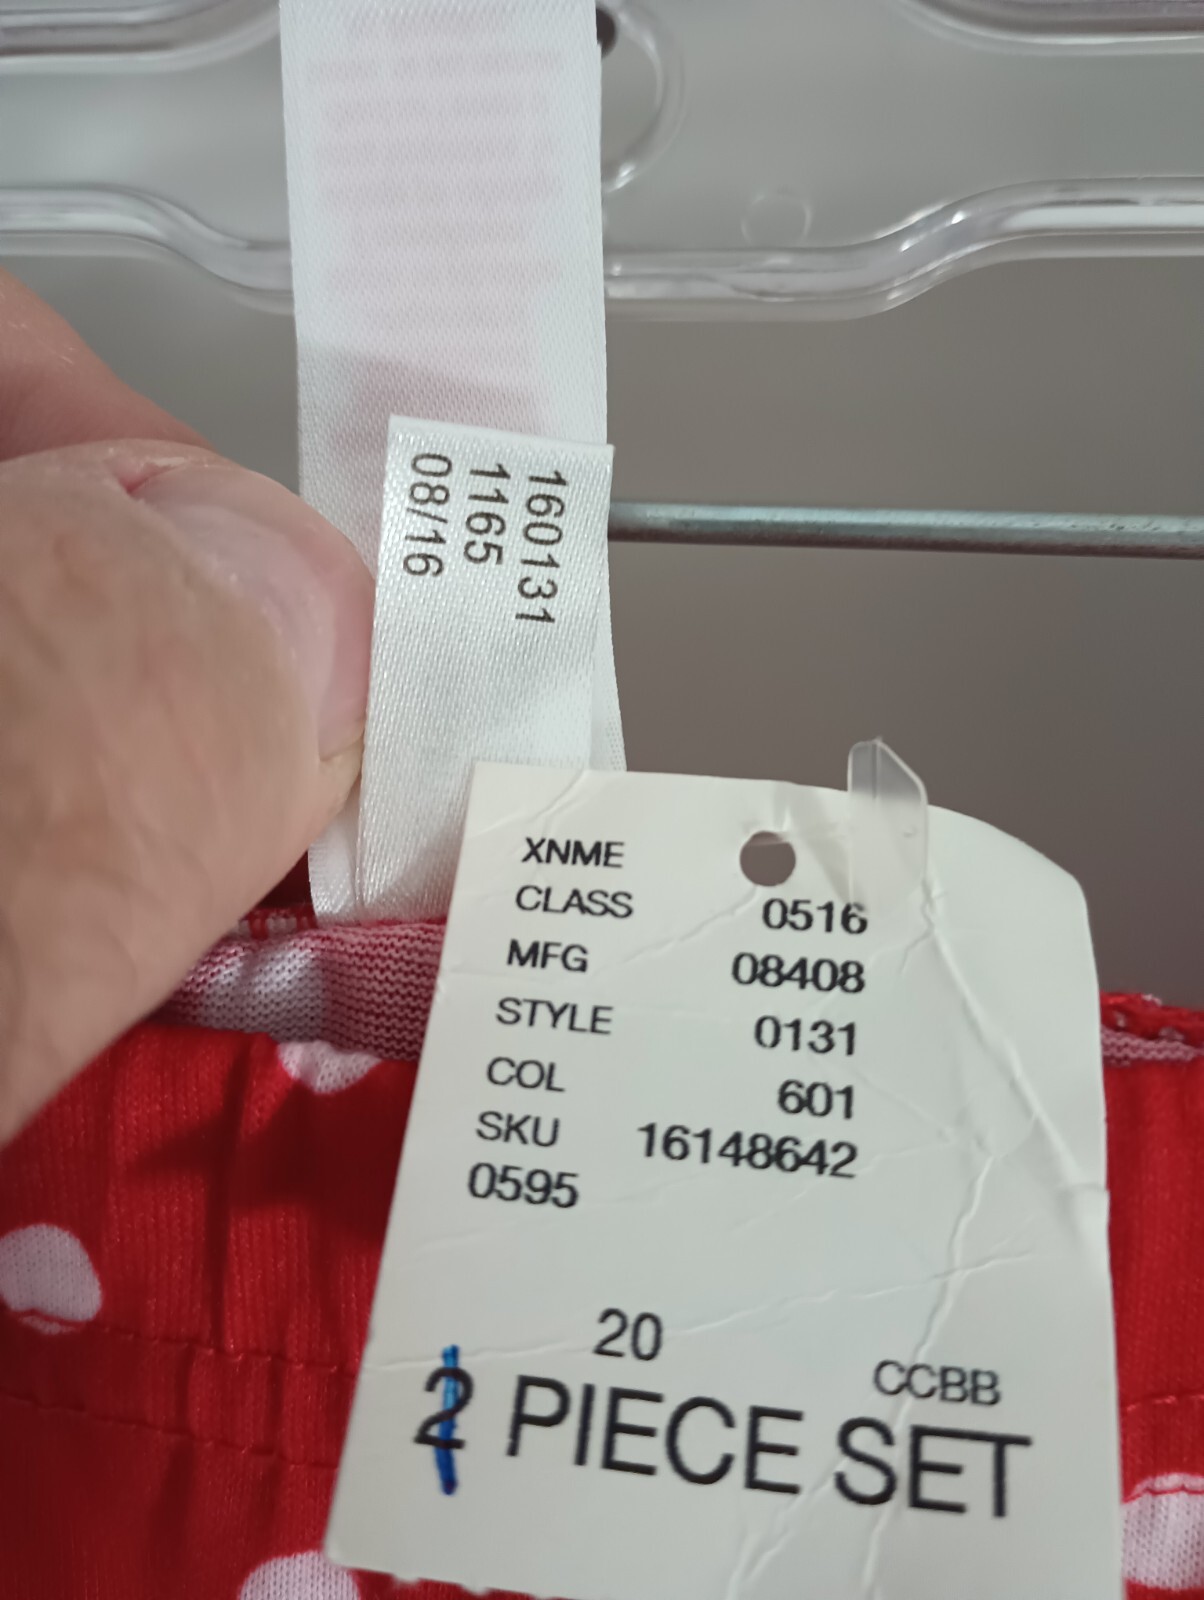 160131
1165
08/16
XNME
CLASS 0516
MFG 08408
STYLE 0131
COL 601
SKU 16148642
0595
20
CCBB
2 PIECE SET